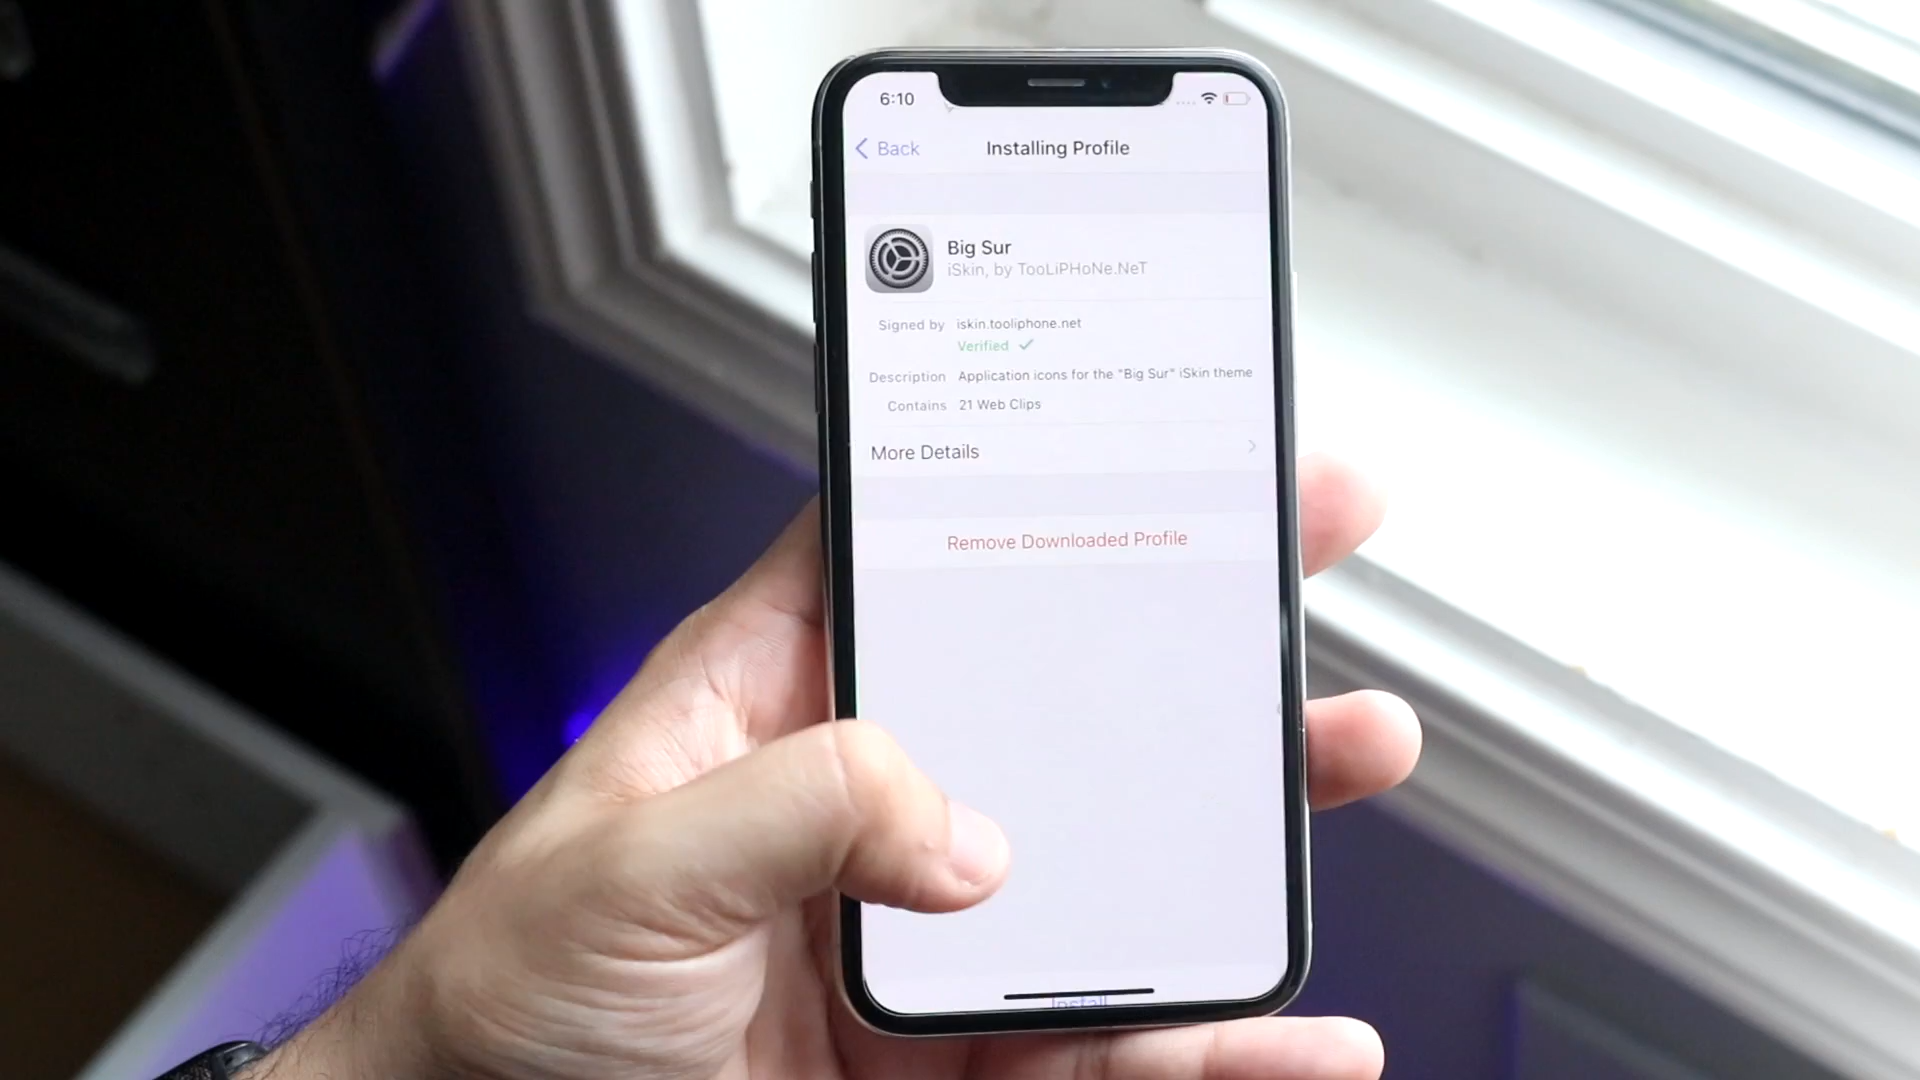 6:10
Back
Installing Profile
Big Sur
iSkin, by TooLiPHoNe.NeT
Signed by iskin.tooliphone.net
Verified
Description Application icons for the "Big Sur" iSkin theme
Contains 21 Web Clips
More Details
Remove Downloaded Profile
Install